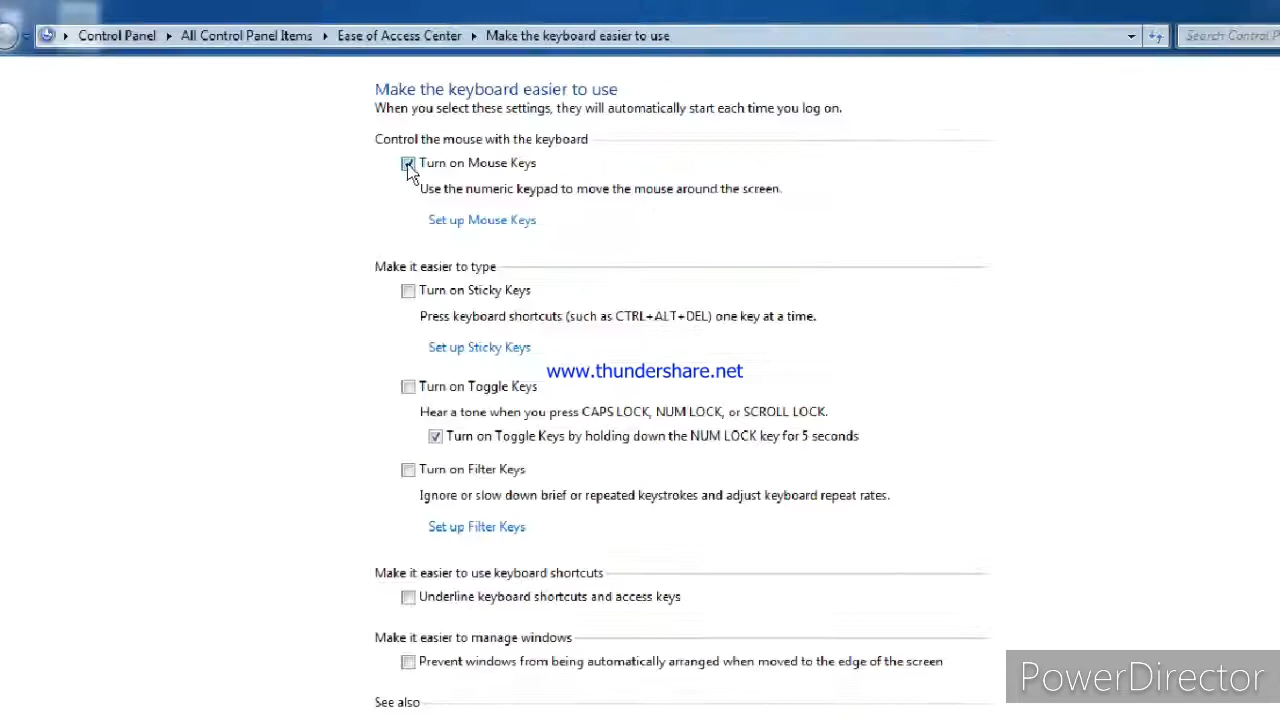 Control Panel All Control Panel Items Ease of Access Center Make the keyboard easier to use Search Control P
Make the keyboard easier to use
When you select these settings, they will automatically start each time you log on.
Control the mouse with the keyboard
Turn on Mouse Keys
Use the numeric keypad to move the mouse around the screen.
Set up Mouse Keys
Make it easier to type
Turn on Sticky Keys
Press keyboard shortcuts (such as CTRL+ALT+DEL) one key at a time.
Set up Sticky Keys
www.thundershare.net
Turn on Toggle Keys
Hear a tone when you press CAPS LOCK, NUM LOCK, or SCROLL LOCK.
Turn on Toggle Keys by holding down the NUM LOCK key for 5 seconds
Turn on Filter Keys
Ignore or slow down brief or repeated keystrokes and adjust keyboard repeat rates.
Set up Filter Keys
Make it easier to use keyboard shortcuts
Underline keyboard shortcuts and access keys
Make it easier to manage windows
Prevent windows from being automatically arranged when moved to the edge of the screen
PowerDirector
See also